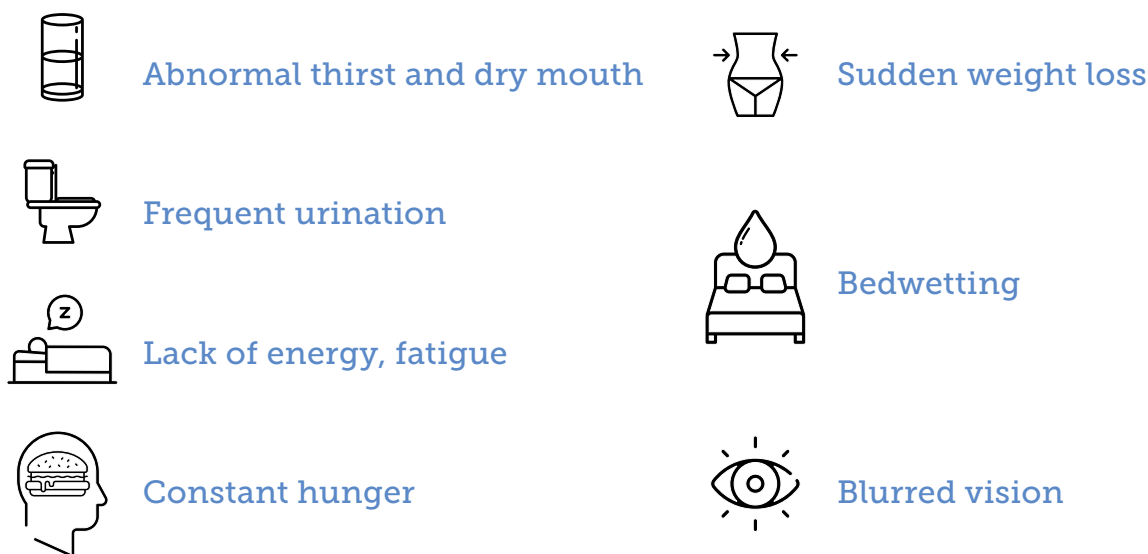 Abnormal thirst and dry mouth
Sudden weight loss
Frequent urination
Bedwetting
Z
Lack of energy, fatigue
Constant hunger
Blurred vision